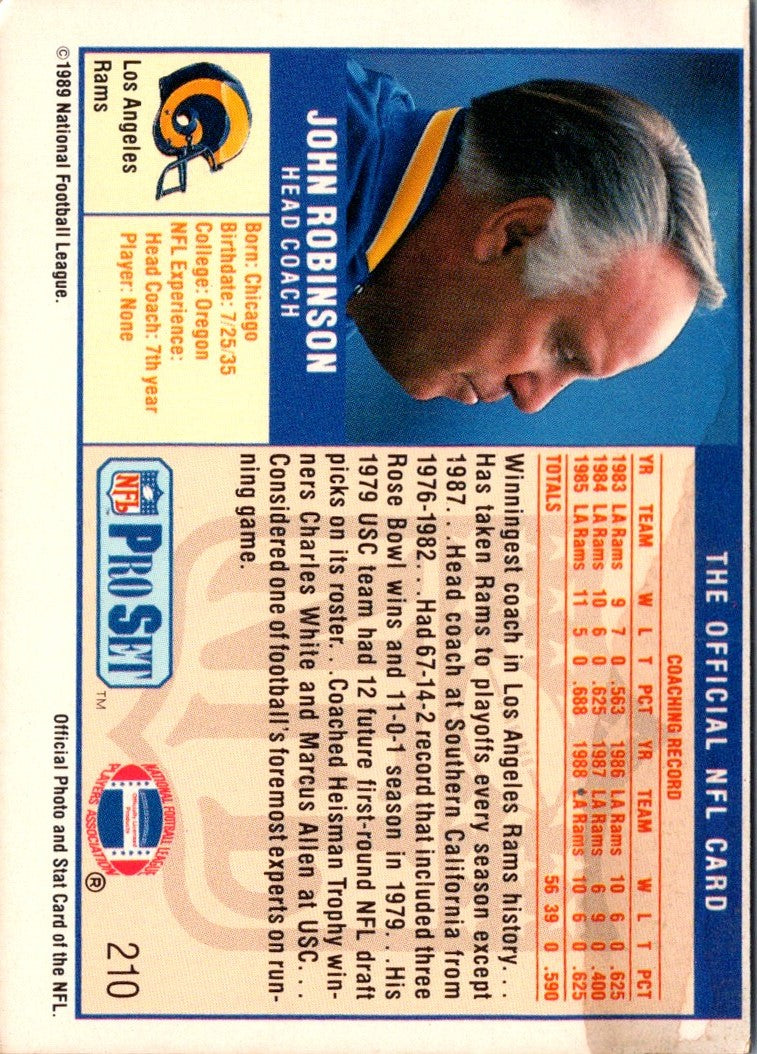 THE OFFICIAL NFL CARD
JOHN ROBINSON
HEAD COACH
Los Angeles
Rams
Born: Chicago
Birthdate: 7/25/35
College: Oregon
NFL Experience:
Head Coach: 7th year
Player: None
COACHING RECORD
YR TEAM W L T PCT YR TEAM W L T PCT
1983 LA Rams 9 7 0 .563 1986 LA Rams 10 6 0 .625
1984 LA Rams 10 6 0 .625 1987 LA Rams 6 9 0 .400
1985 LA Rams 11 5 0 .688 1988 LA Rams 10 6 0 .625
TOTALS 56 39 0 .590
Winningest coach in Los Angeles Rams history. . .
Has taken Rams to playoffs every season except
1987. . .Head coach at Southern California from
1976-1982. . . Had 67-14-2 record that included three
Rose Bowl wins and 11-0-1 season in 1979. . .His
1979 USC team had 12 future first-round NFL draft
picks on its roster. . .Coached Heisman Trophy win-
ners Charles White and Marcus Allen at USC. . .
Considered one of football's foremost experts on run-
ning game.
NFL PRO SET TM
NATIONAL FOOTBALL LEAGUE
Officially Licensed
Products
PLAYERS ASSOCIATION ®
210
© 1989 National Football League.
Official Photo and Stat Card of the NFL.